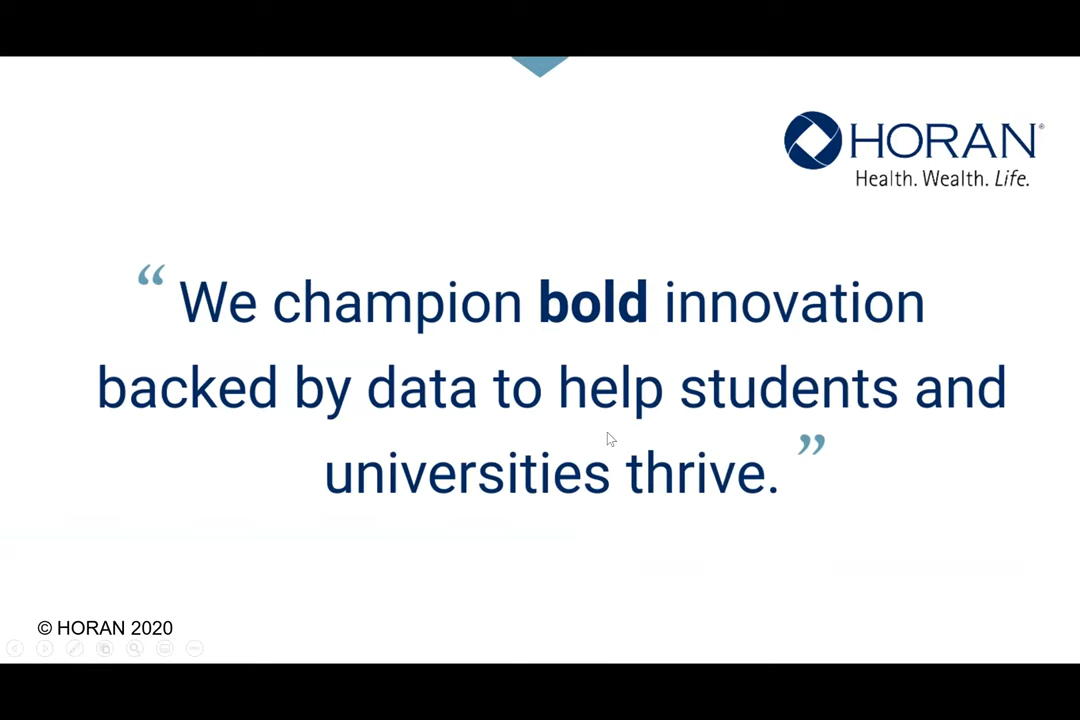 HORAN®
Health. Wealth. Life.
“ We champion bold innovation
backed by data to help students and
universities thrive. ”
© HORAN 2020